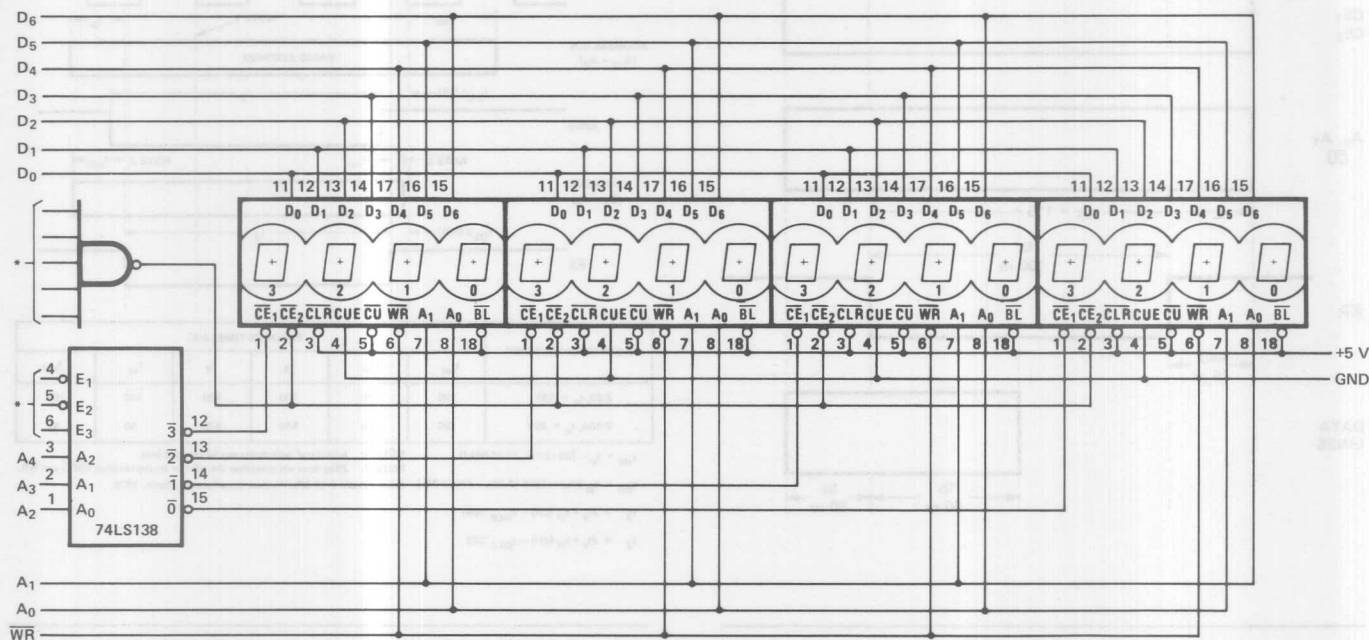 D6
D5
D4
D3
D2
D1
D0
11 12 13 14 17 16 15 11 12 13 14 17 16 15 11 12 13 14 17 16 15 11 12 13 14 17 16 15
D0 D1 D2 D3 D4 D5 D6 D0 D1 D2 D3 D4 D5 D6 D0 D1 D2 D3 D4 D5 D6 D0 D1 D2 D3 D4 D5 D6
*
3 2 1 0 3 2 1 0 3 2 1 0 3 2 1 0
CE1 CE2 CLR CUE CU WR A1 A0 BL CE1 CE2 CLR CUE CU WR A1 A0 BL CE1 CE2 CLR CUE CU WR A1 A0 BL CE1 CE2 CLR CUE CU WR A1 A0 BL
1 2 3 4 5 6 7 8 18 1 2 3 4 5 6 7 8 18 1 2 3 4 5 6 7 8 18 1 2 3 4 5 6 7 8 18
+5 V
GND
4 E1
* 5 E2
6 E3
3 12
A4 3 A2
2 13
A3 2 A1
1 14
A2 1 A0
0 15
74LS138
A1
A0
WR